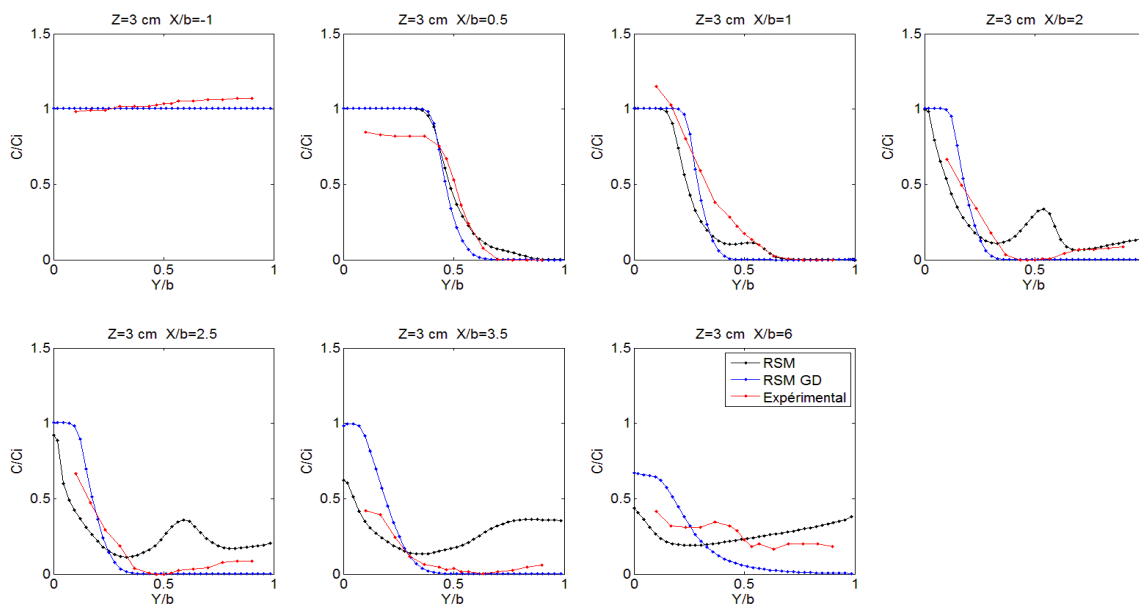 Z=3 cm X/b=-1
Z=3 cm X/b=0.5
Z=3 cm X/b=1
Z=3 cm X/b=2
1.5
1
0.5
0
C/Ci
0
0.5
1
Y/b
1.5
1
0.5
0
C/Ci
0
0.5
1
Y/b
1.5
1
0.5
0
C/Ci
0
0.5
1
Y/b
1.5
1
0.5
0
C/Ci
0
0.5
Y/b
Z=3 cm X/b=2.5
Z=3 cm X/b=3.5
Z=3 cm X/b=6
1.5
1
0.5
0
C/Ci
0
0.5
1
Y/b
1.5
1
0.5
0
C/Ci
0
0.5
1
Y/b
1.5
1
0.5
0
C/Ci
0
0.5
1
Y/b
RSM
RSM GD
Expérimental